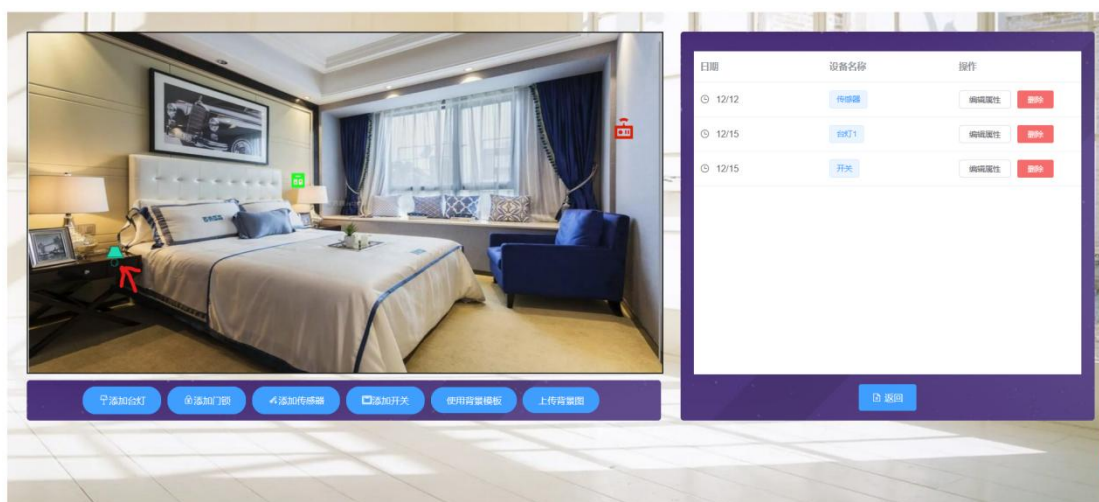 日期 设备名称 操作
12/12 传感器 编辑属性 删除
12/15 台灯1 编辑属性 删除
12/15 开关 编辑属性 删除
添加台灯 添加门锁 添加传感器 添加开关 使用背景模板 上传背景图
返回